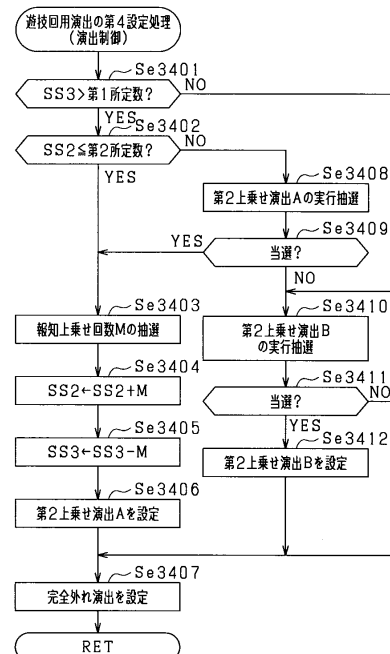 遊技回用演出の第4設定処理
(演出制御)
Se3401
SS3>第1所定数?
NO
YES
Se3402
SS2≦第2所定数?
NO
YES
Se3408
第2上乗せ演出Aの実行抽選
Se3409
YES
当選?
NO
Se3403
報知上乗せ回数Mの抽選
Se3410
第2上乗せ演出B
の実行抽選
Se3404
SS2←SS2+M
Se3411
当選?
NO
YES
Se3405
SS3←SS3-M
Se3412
第2上乗せ演出Bを設定
Se3406
第2上乗せ演出Aを設定
Se3407
完全外れ演出を設定
RET